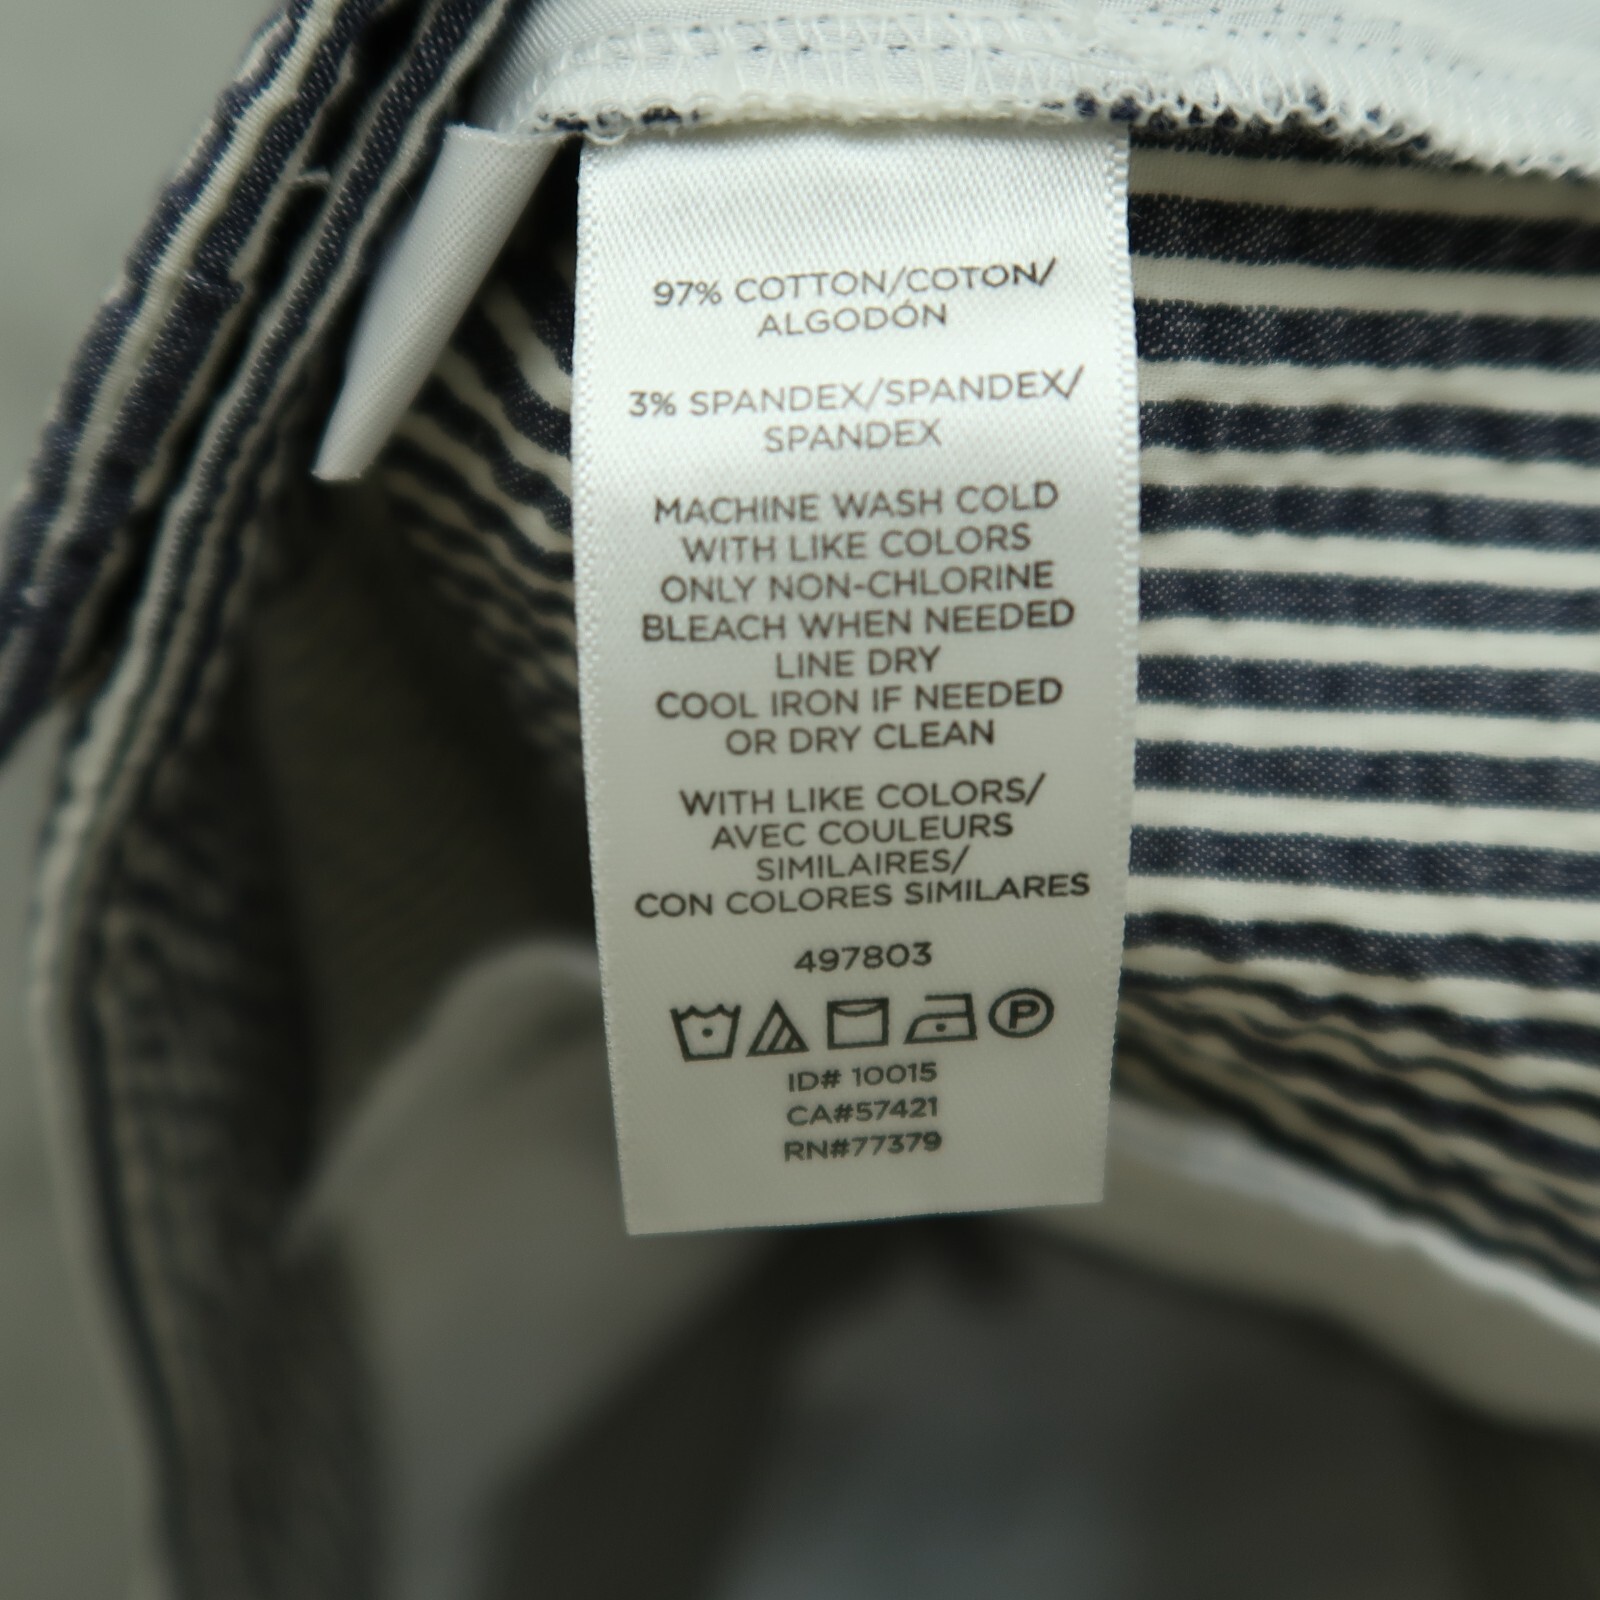 97% COTTON/COTON/
ALGODÓN
3% SPANDEX/SPANDEX/
SPANDEX
MACHINE WASH COLD
WITH LIKE COLORS
ONLY NON-CHLORINE
BLEACH WHEN NEEDED
LINE DRY
COOL IRON IF NEEDED
OR DRY CLEAN
WITH LIKE COLORS/
AVEC COULEURS
SIMILAIRES/
CON COLORES SIMILARES
497803
P
ID# 10015
CA#57421
RN#77379